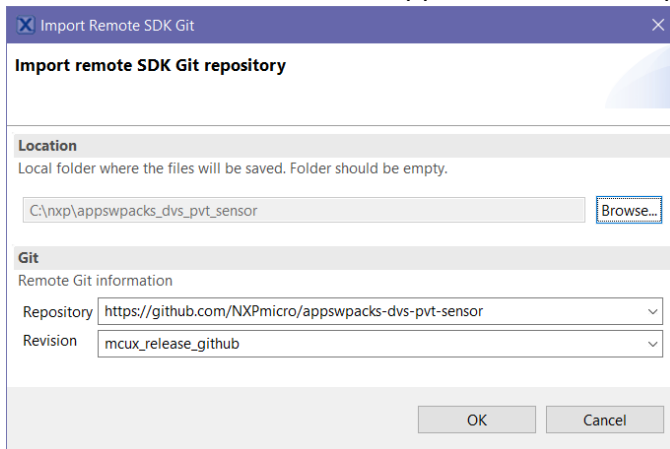 Import Remote SDK Git
Import remote SDK Git repository
Location
Local folder where the files will be saved. Folder should be empty.
C:\nxp\appswpacks_dvs_pvt_sensor
Browse...
Git
Remote Git information
Repository https://github.com/NXPmicro/appswpacks-dvs-pvt-sensor
Revision mcux_release_github
OK Cancel